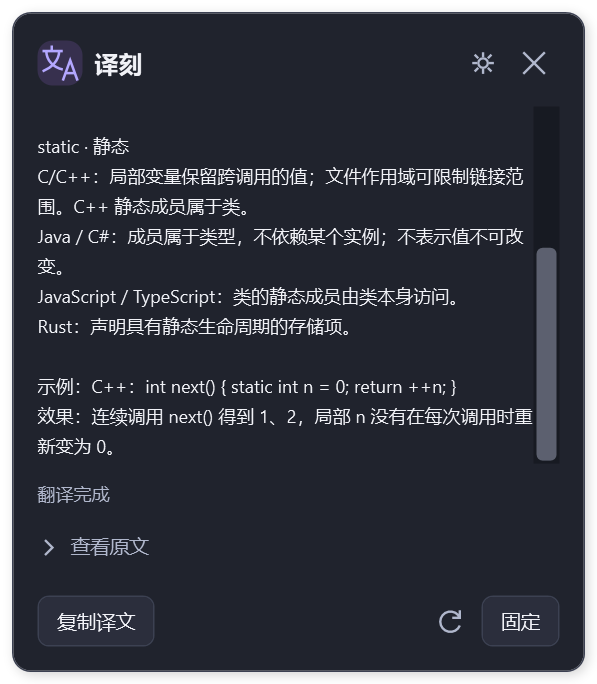 文A 译刻
static · 静态
C/C++：局部变量保留跨调用的值；文件作用域可限制链接范
围。C++ 静态成员属于类。
Java / C#：成员属于类型，不依赖某个实例；不表示值不可改
变。
JavaScript / TypeScript：类的静态成员由类本身访问。
Rust：声明具有静态生命周期的存储项。
示例：C++：int next() { static int n = 0; return ++n; }
效果：连续调用 next() 得到 1、2，局部 n 没有在每次调用时重
新变为 0。
翻译完成
查看原文
复制译文
固定